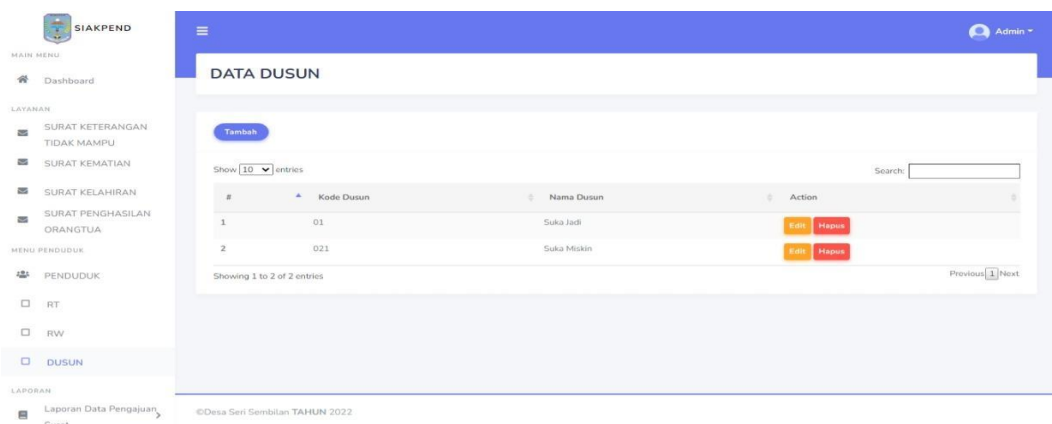 SIAKPEND
MAIN MENU
Dashboard
LAYANAN
SURAT KETERANGAN
TIDAK MAMPU
SURAT KEMATIAN
SURAT KELAHIRAN
SURAT PENGHASILAN
ORANGTUA
MENU PENDUDUK
PENDUDUK
RT
RW
DUSUN
LAPORAN
Laporan Data Pengajuan
Surat
Admin
DATA DUSUN
Tambah
Show 10 entries
Search:
# Kode Dusun Nama Dusun Action
1 01 Suka Jadi Edit Hapus
2 021 Suka Miskin Edit Hapus
Showing 1 to 2 of 2 entries
Previous 1 Next
©Desa Seri Sembilan TAHUN 2022